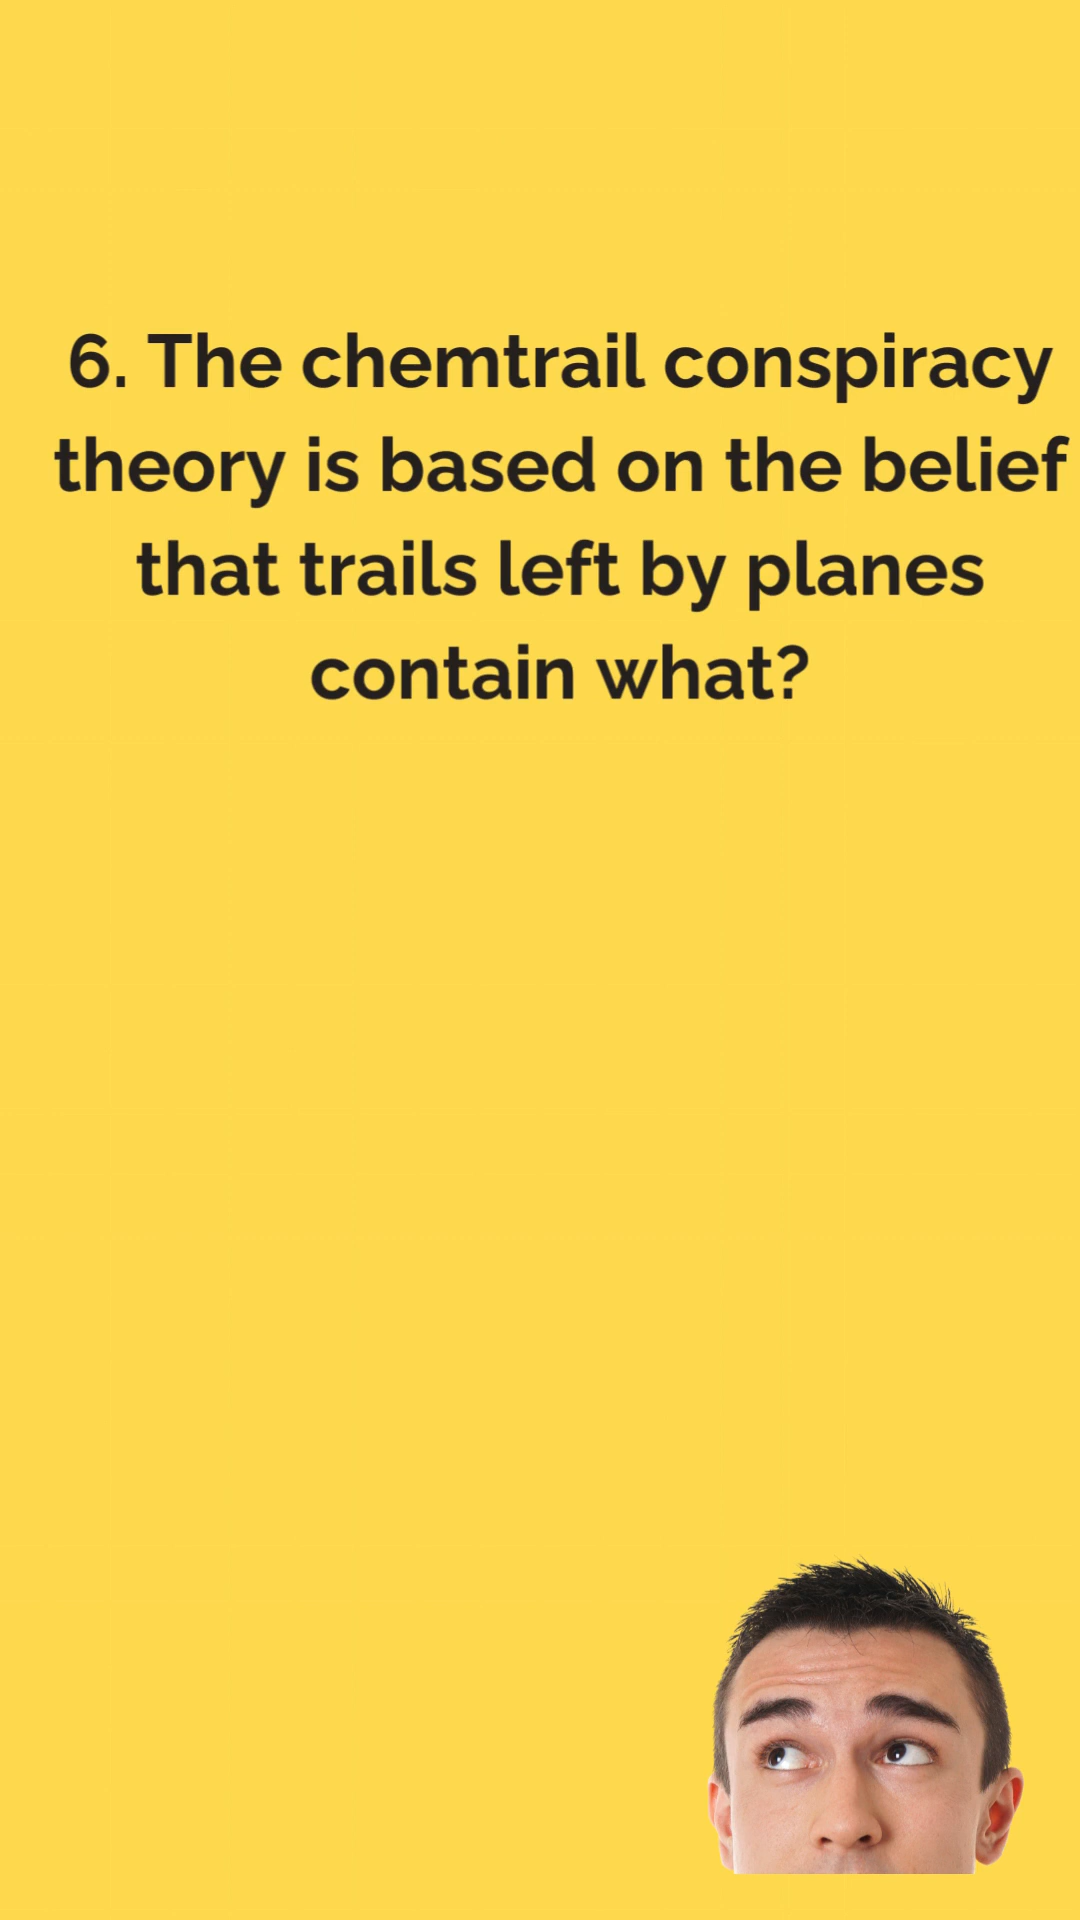 6. The chemtrail conspiracy
theory is based on the belief
that trails left by planes
contain what?